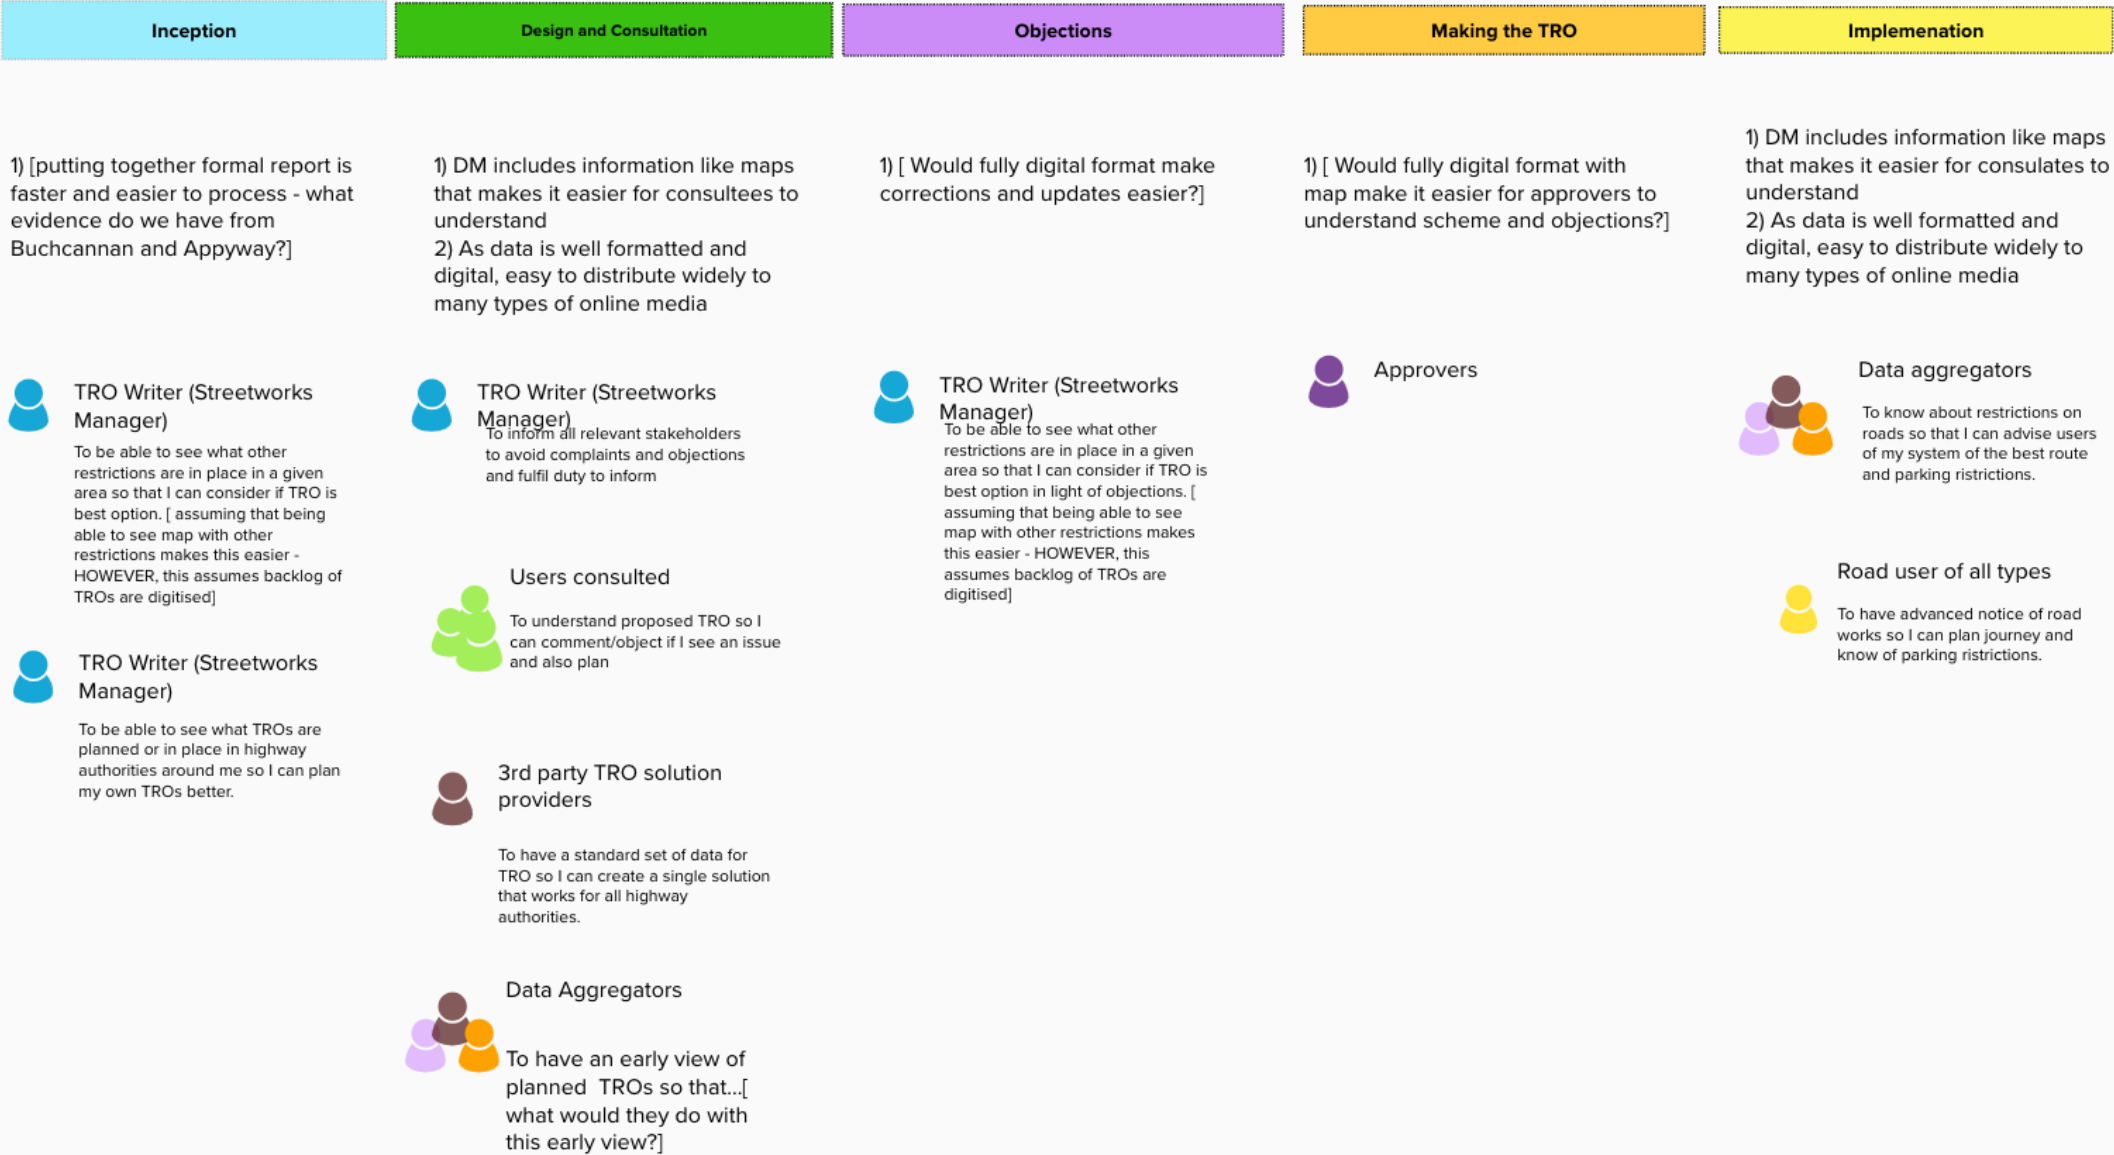 Inception
Design and Consultation
Objections
Making the TRO
Implemenation
1) [putting together formal report is
faster and easier to process - what
evidence do we have from
Buchcannan and Appyway?]
TRO Writer (Streetworks
Manager)
To be able to see what other
restrictions are in place in a given
area so that I can consider if TRO is
best option. [ assuming that being
able to see map with other
restrictions makes this easier -
HOWEVER, this assumes backlog of
TROs are digitised]
TRO Writer (Streetworks
Manager)
To be able to see what TROs are
planned or in place in highway
authorities around me so I can plan
my own TROs better.
1) DM includes information like maps
that makes it easier for consultees to
understand
2) As data is well formatted and
digital, easy to distribute widely to
many types of online media
TRO Writer (Streetworks
Manager)
To inform all relevant stakeholders
to avoid complaints and objections
and fulfil duty to inform
Users consulted
To understand proposed TRO so I
can comment/object if I see an issue
and also plan
3rd party TRO solution
providers
To have a standard set of data for
TRO so I can create a single solution
that works for all highway
authorities.
Data Aggregators
To have an early view of
planned  TROs so that...[
what would they do with
this early view?]
1) [ Would fully digital format make
corrections and updates easier?]
TRO Writer (Streetworks
Manager)
To be able to see what other
restrictions are in place in a given
area so that I can consider if TRO is
best option in light of objections. [
assuming that being able to see
map with other restrictions makes
this easier - HOWEVER, this
assumes backlog of TROs are
digitised]
1) [ Would fully digital format with
map make it easier for approvers to
understand scheme and objections?]
Approvers
1) DM includes information like maps
that makes it easier for consulates to
understand
2) As data is well formatted and
digital, easy to distribute widely to
many types of online media
Data aggregators
To know about restrictions on
roads so that I can advise users
of my system of the best route
and parking ristrictions.
Road user of all types
To have advanced notice of road
works so I can plan journey and
know of parking ristrictions.